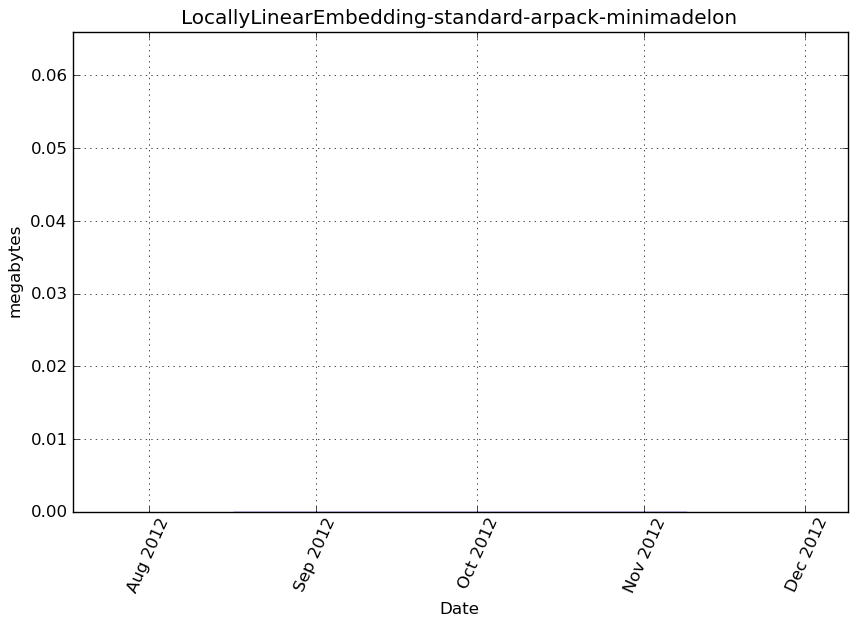 LocallyLinearEmbedding-standard-arpack-minimadelon
0.06
0.05
0.04
0.03
0.02
0.01
0.00
megabytes
Aug 2012
Sep 2012
Oct 2012
Nov 2012
Dec 2012
Date